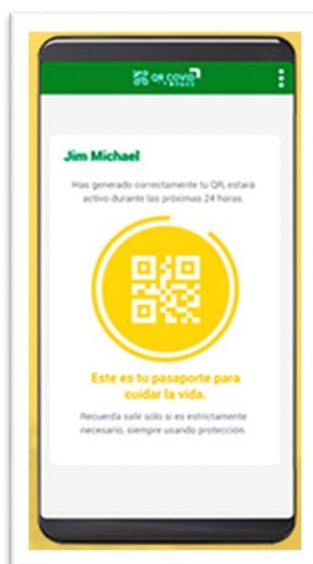 QR COVID
Jim Michael
Has generado correctamente tu QR, estará
activo durante las próximas 24 horas.
Este es tu pasaporte para
cuidar la vida.
Recuerda salir sólo si es estrictamente
necesario, siempre usando protección.